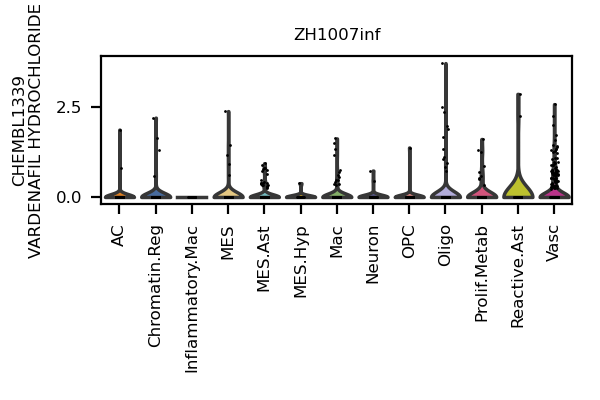 ZH1007inf
CHEMBL1339
VARDENAFIL HYDROCHLORIDE
2.5
0.0
AC
Chromatin.Reg
Inflammatory.Mac
MES
MES.Ast
MES.Hyp
Mac
Neuron
OPC
Oligo
Prolif.Metab
Reactive.Ast
Vasc